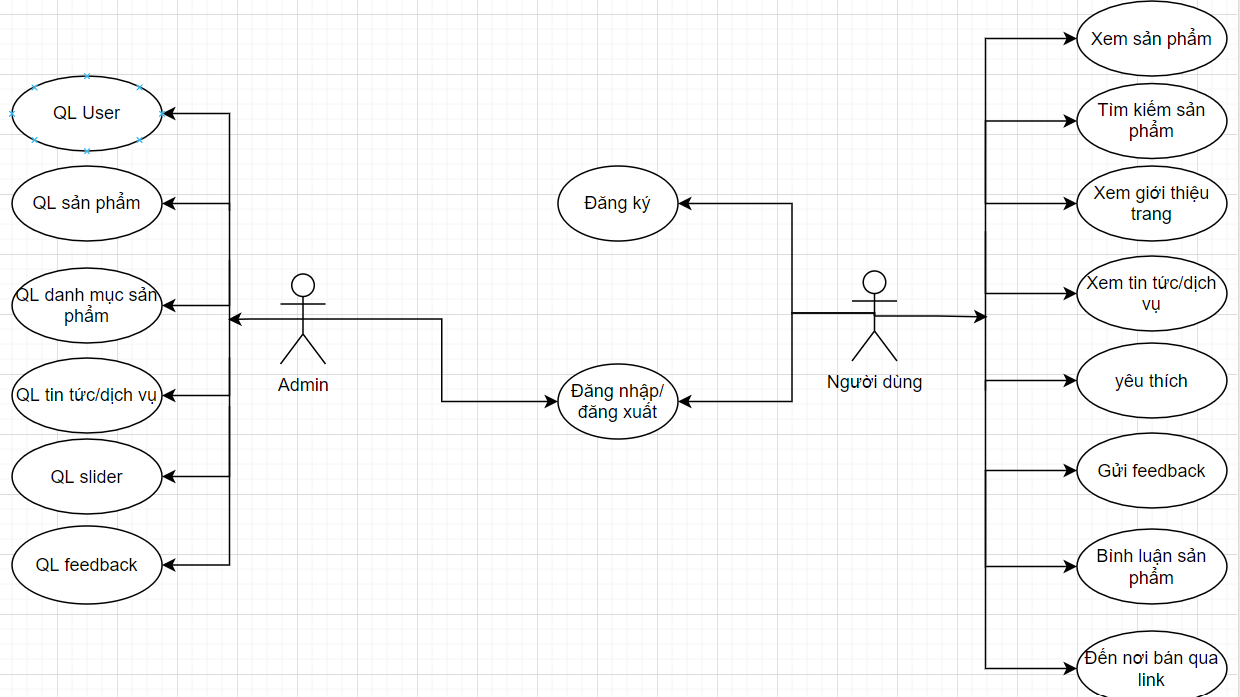 QL User
QL sản phẩm
QL danh mục sản
phẩm
QL tin tức/dịch vụ
QL slider
QL feedback
Admin
Đăng ký
Đăng nhập/
đăng xuất
Người dùng
Xem sản phẩm
Tìm kiếm sản
phẩm
Xem giới thiệu
trang
Xem tin tức/dịch
vụ
yêu thích
Gửi feedback
Bình luận sản
phẩm
Đến nơi bán qua
link